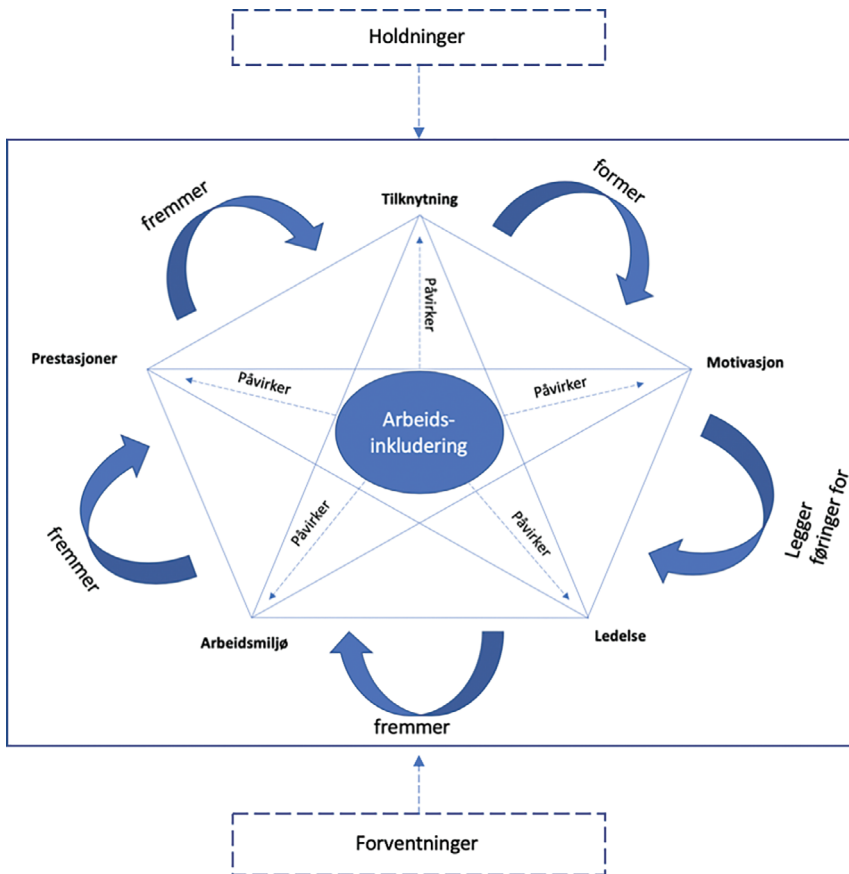 Holdninger
fremmer
former
Tilknytning
Påvirker
Prestasjoner
Påvirker
Påvirker
Motivasjon
Arbeids-
inkludering
Legger
føringer for
fremmer
Påvirker
Påvirker
Arbeidsmiljø
Ledelse
fremmer
Forventninger